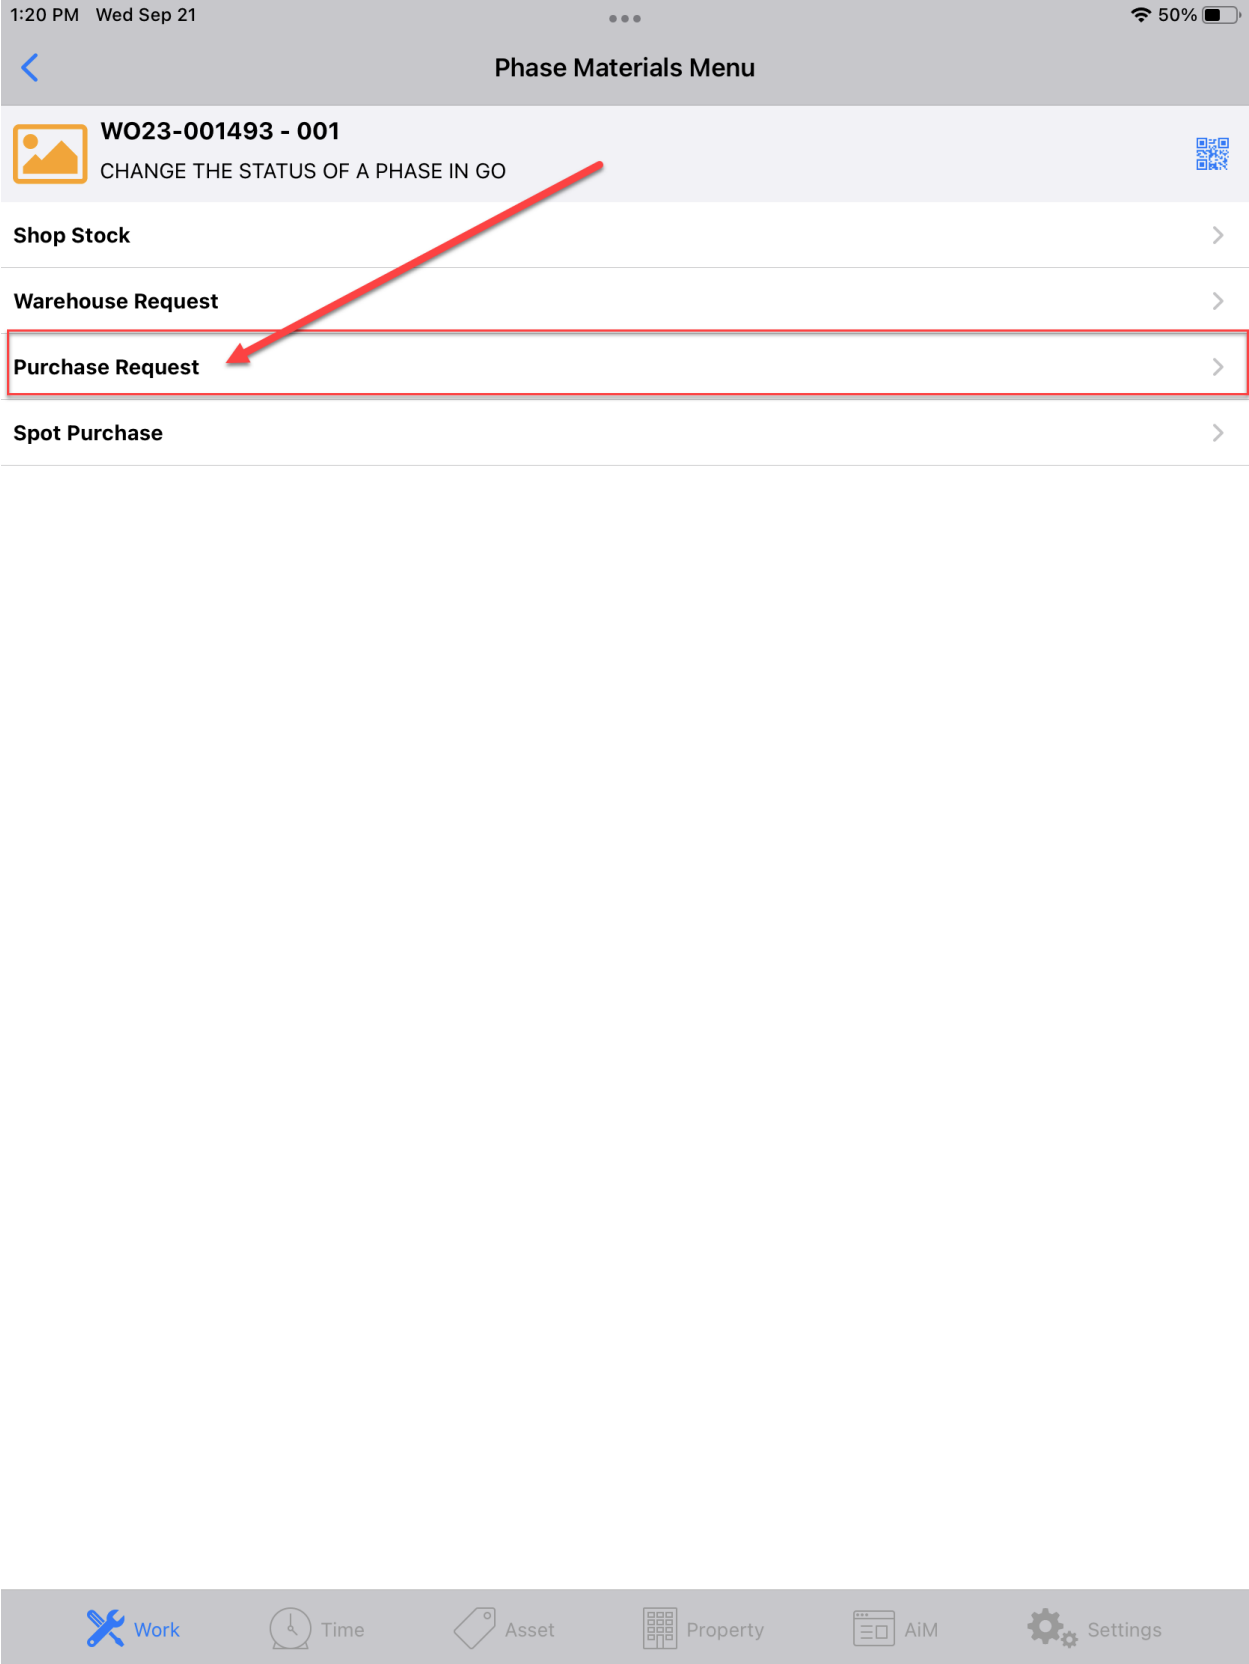 1:20 PM Wed Sep 21 50%
Phase Materials Menu
WO23-001493 - 001
CHANGE THE STATUS OF A PHASE IN GO
Shop Stock
Warehouse Request
Purchase Request
Spot Purchase
Work Time Asset Property AiM Settings